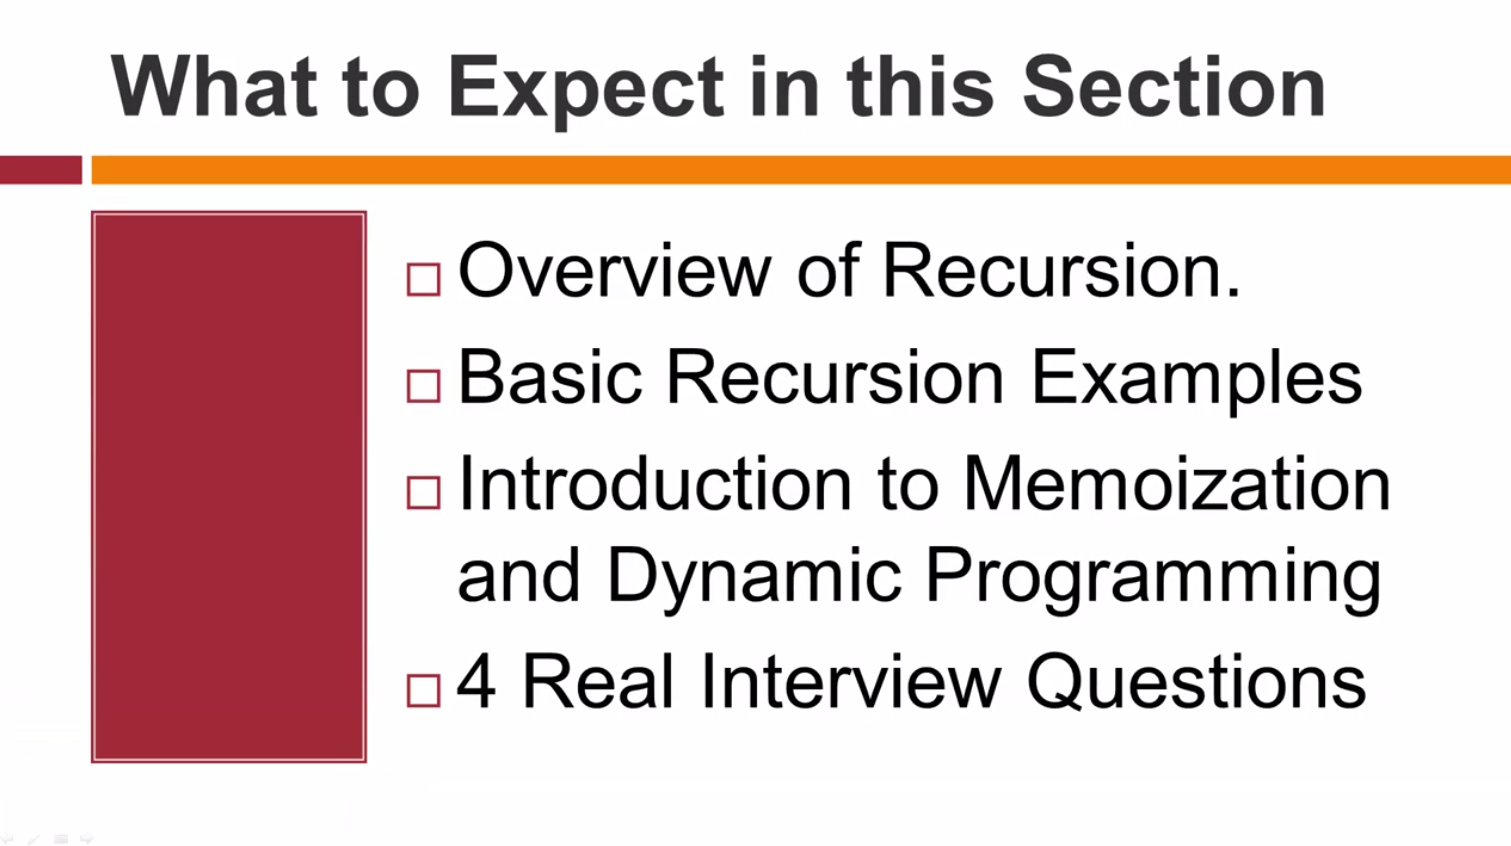 What to Expect in this Section
Overview of Recursion.
Basic Recursion Examples
Introduction to Memoization
and Dynamic Programming
4 Real Interview Questions